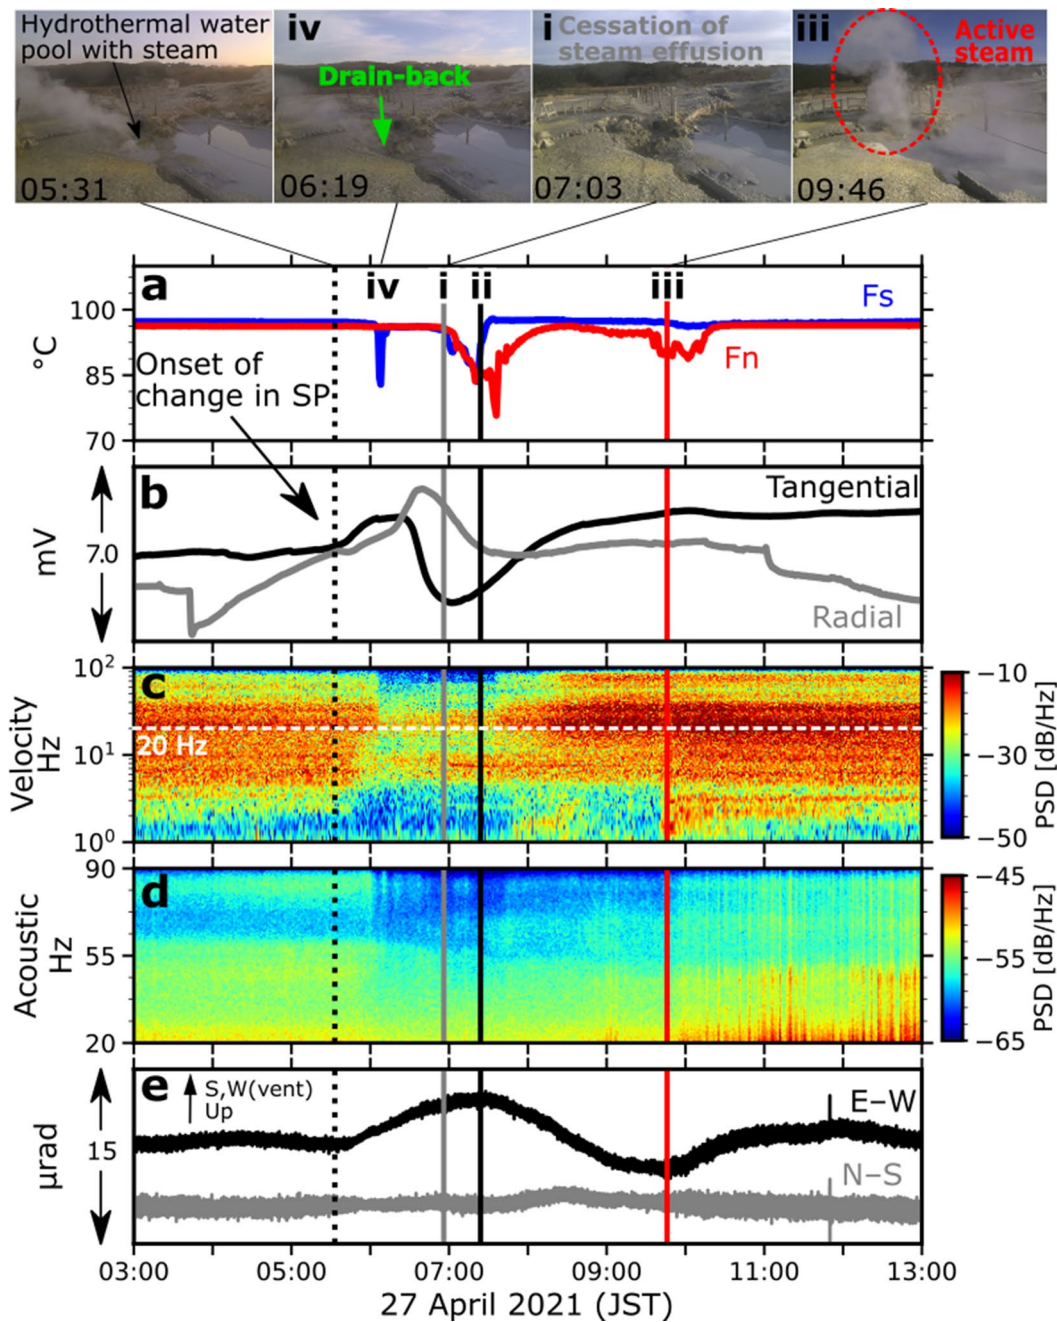 Hydrothermal water
pool with steam
05:31
iv
Drain-back
06:19
i Cessation of
steam effusion
07:03
iii Active
steam
09:46
a
iv i ii iii
Fs
Fn
100
85
70
°C
Onset of
change in SP
b
Tangential
Radial
7.0
mV
c
20 Hz
10²
10¹
10⁰
Velocity
Hz
−10
−30
−50
PSD [dB/Hz]
d
90
55
20
Acoustic
Hz
−45
−55
−65
PSD [dB/Hz]
e
S,W(vent)
Up
E−W
N−S
15
µrad
03:00 05:00 07:00 09:00 11:00 13:00
27 April 2021 (JST)